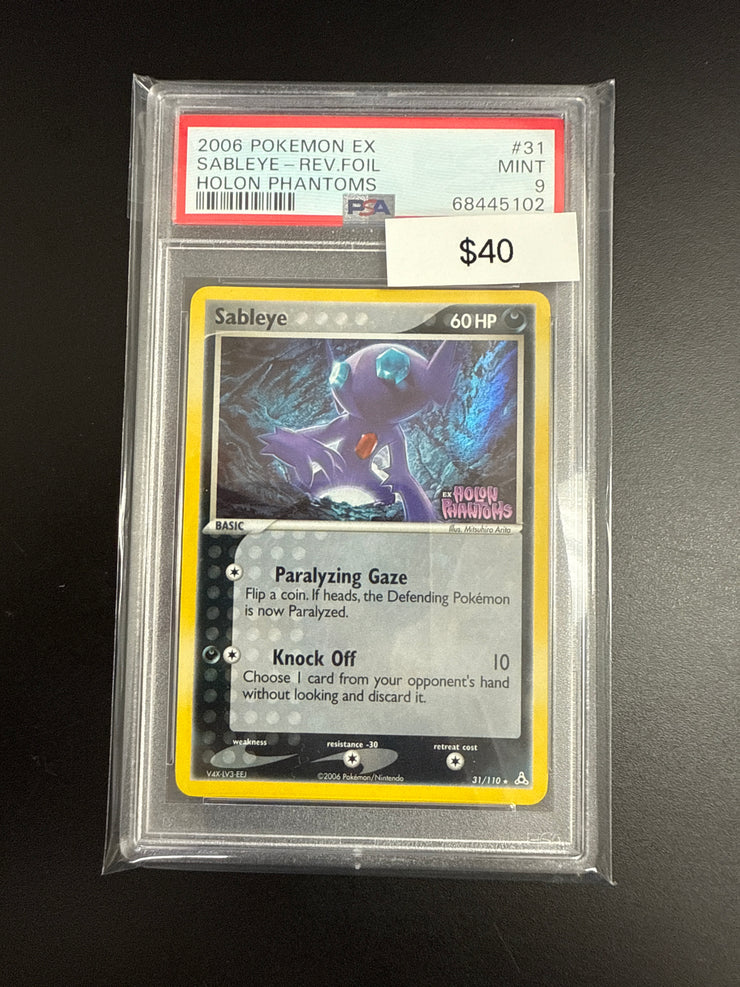 2006 POKEMON EX #31
SABLEYE - REV.FOIL MINT
HOLON PHANTOMS 9
PSA 68445102
$40
Sableye 60 HP
EX HOLON
PHANTOMS
BASIC Illus. Mitsuhiro Arita
Paralyzing Gaze
Flip a coin. If heads, the Defending Pokémon
is now Paralyzed.
Knock Off 10
Choose 1 card from your opponent's hand
without looking and discard it.
weakness resistance -30 retreat cost
V4X-LV3-EEJ ©2006 Pokémon/Nintendo 31/110 ★
PSA